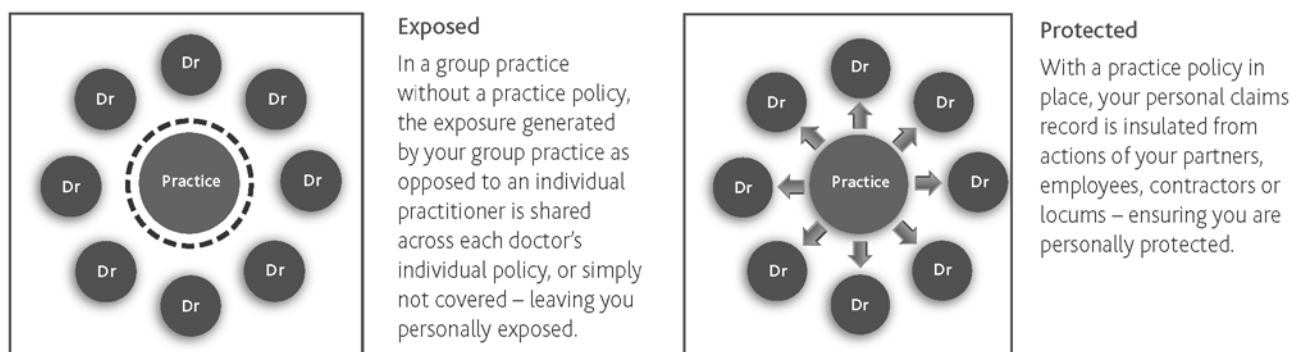 Dr
Dr
Dr
Dr
Practice
Dr
Dr
Dr
Dr
Exposed
In a group practice
without a practice policy,
the exposure generated
by your group practice as
opposed to an individual
practitioner is shared
across each doctor's
individual policy, or simply
not covered – leaving you
personally exposed.
Dr
Dr
Dr
Dr
Practice
Dr
Dr
Dr
Dr
Protected
With a practice policy in
place, your personal claims
record is insulated from
actions of your partners,
employees, contractors or
locums – ensuring you are
personally protected.